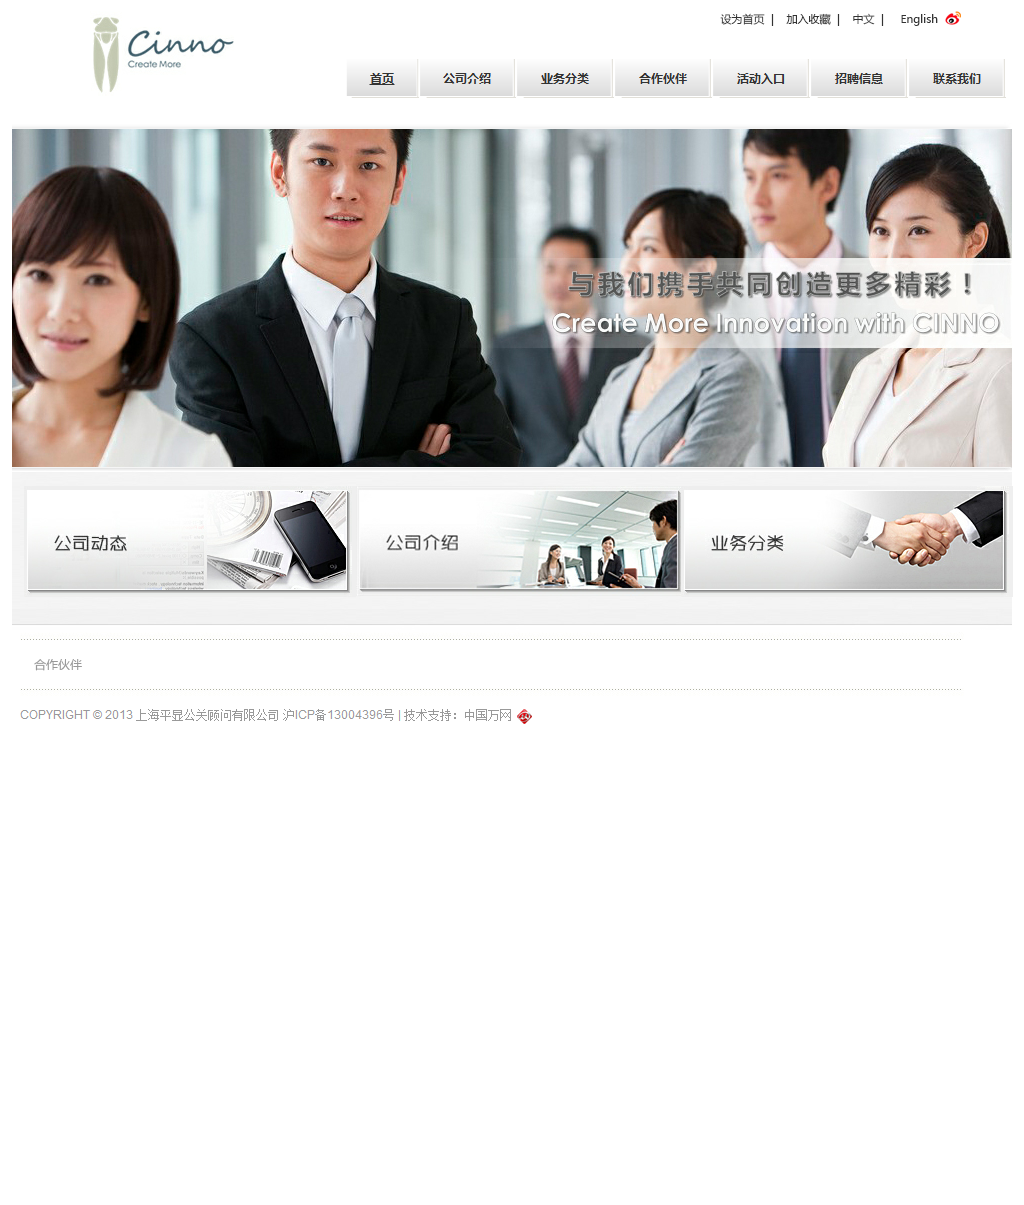 设为首页 | 加入收藏 | 中文 | English
Cinno
Create More
首页 公司介绍 业务分类 合作伙伴 活动入口 招聘信息 联系我们
与我们携手共同创造更多精彩！
Create More Innovation with CINNO
公司动态 公司介绍 业务分类
合作伙伴
COPYRIGHT © 2013 上海平显公关顾问有限公司 沪ICP备13004396号 | 技术支持：中国万网